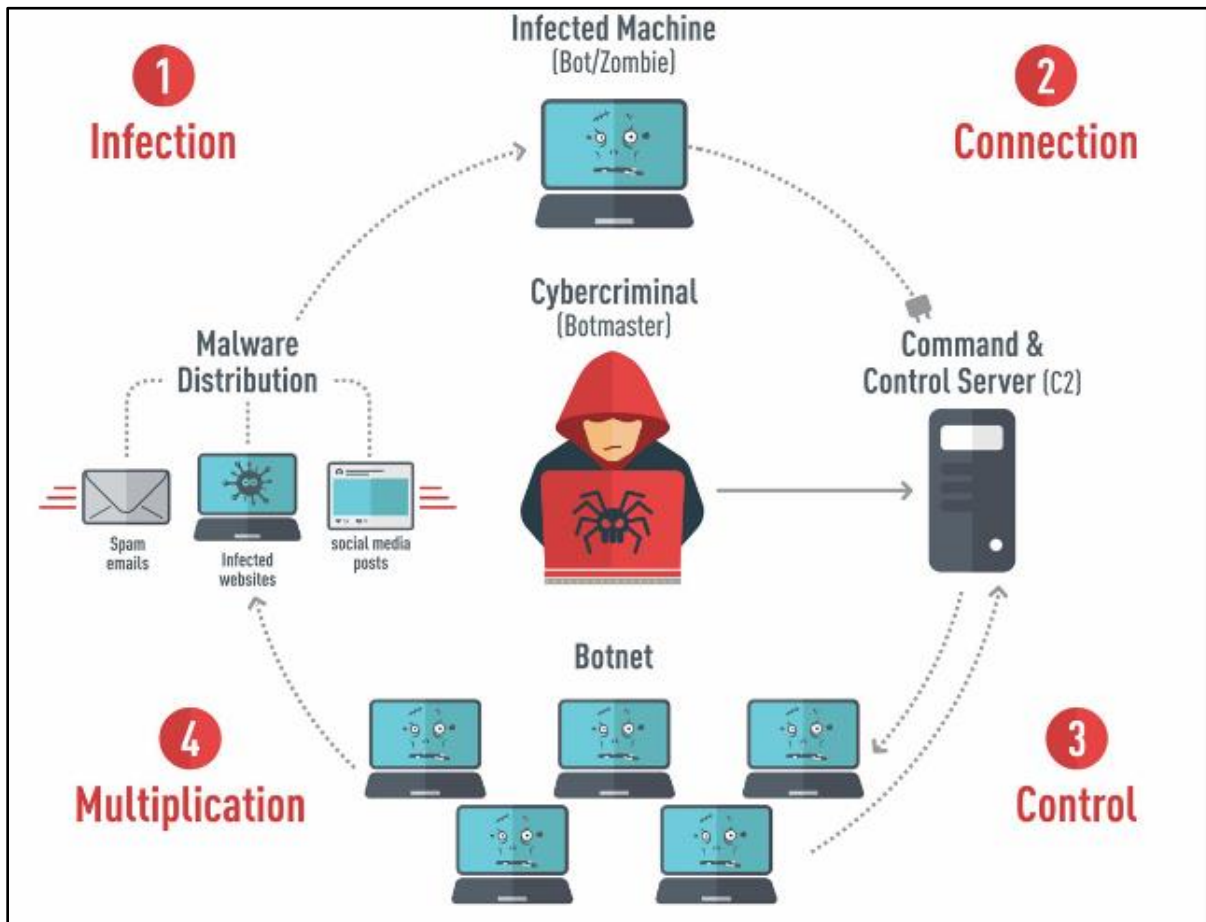 1
Infection
Infected Machine
(Bot/Zombie)
2
Connection
Cybercriminal
(Botmaster)
Malware
Distribution
Command &
Control Server (C2)
Spam
emails
Infected
websites
social media
posts
Botnet
4
Multiplication
3
Control